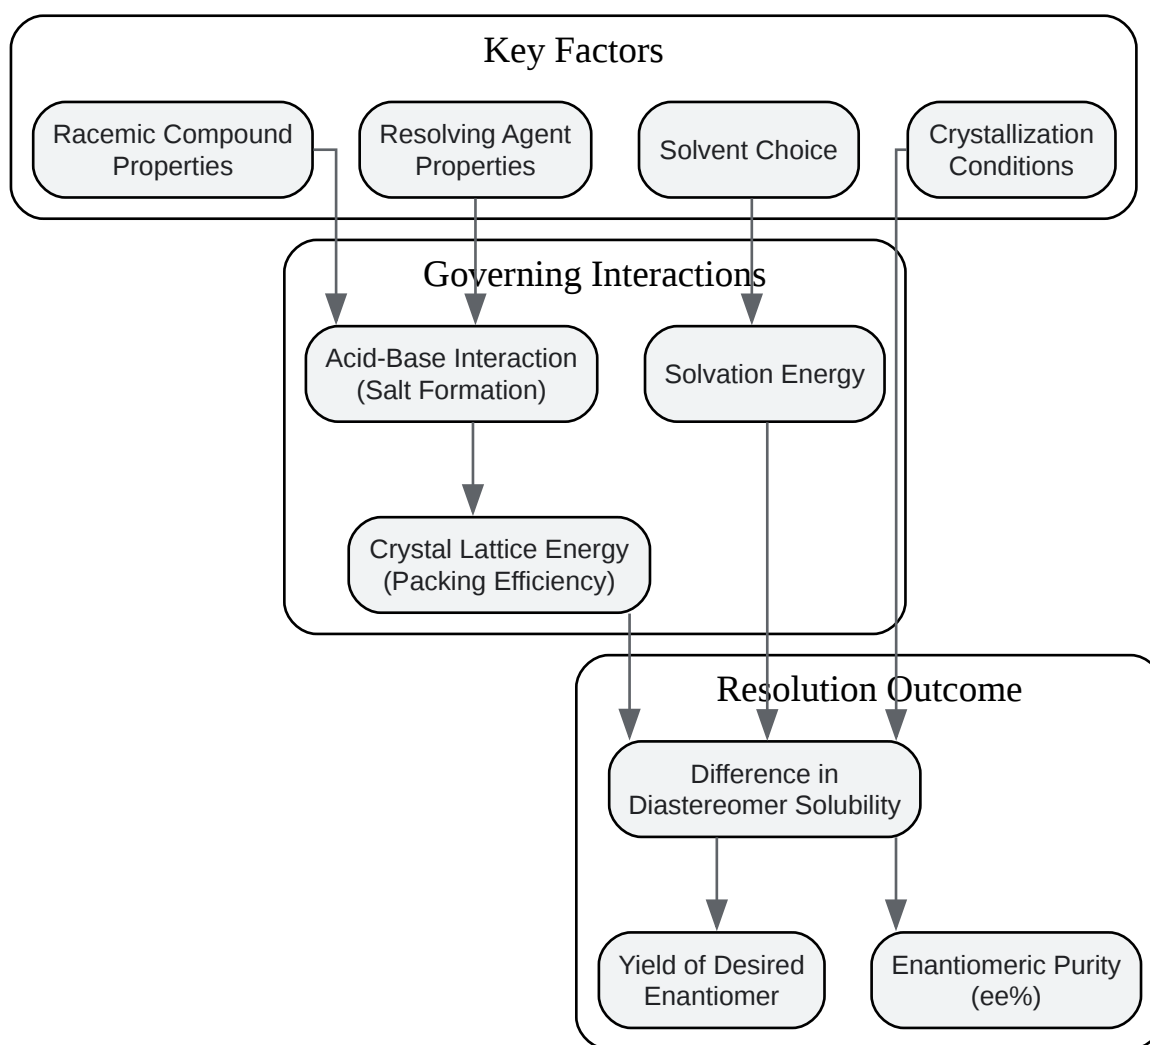 Key Factors
Racemic Compound
Properties
Resolving Agent
Properties
Solvent Choice
Crystallization
Conditions
Governing Interactions
Acid-Base Interaction
(Salt Formation)
Solvation Energy
Crystal Lattice Energy
(Packing Efficiency)
Resolution Outcome
Difference in
Diastereomer Solubility
Yield of Desired
Enantiomer
Enantiomeric Purity
(ee%)